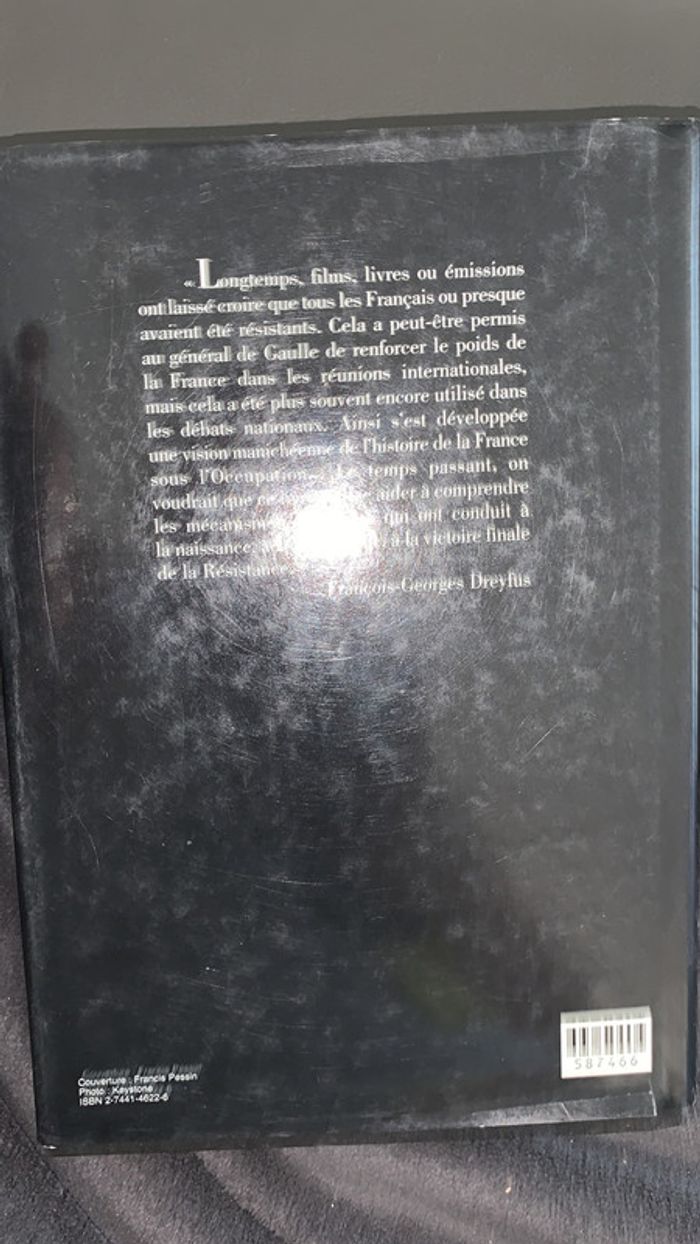 « Longtemps, films, livres ou émissions
ont laissé croire que tous les Français ou presque
avaient été résistants. Cela a peut-être permis
au général de Gaulle de renforcer le poids de
la France dans les réunions internationales,
mais cela a été plus souvent encore utilisé dans
les débats nationaux. Ainsi s'est développée
une vision manichéenne de l'histoire de la France
sous l'Occupation. Le temps passant, on
voudrait que aider à comprendre
les qui ont conduit à
la naissance à la victoire finale
de la Résistance
François-Georges Dreyfus
587466
Couverture : Francis Pessin
Photo : Keystone
ISBN 2-7441-4622-6